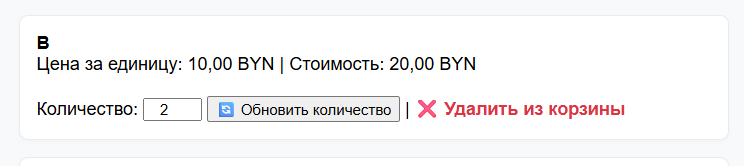 В
Цена за единицу: 10,00 BYN | Стоимость: 20,00 BYN
Количество: 2 🔄 Обновить количество | ❌ Удалить из корзины